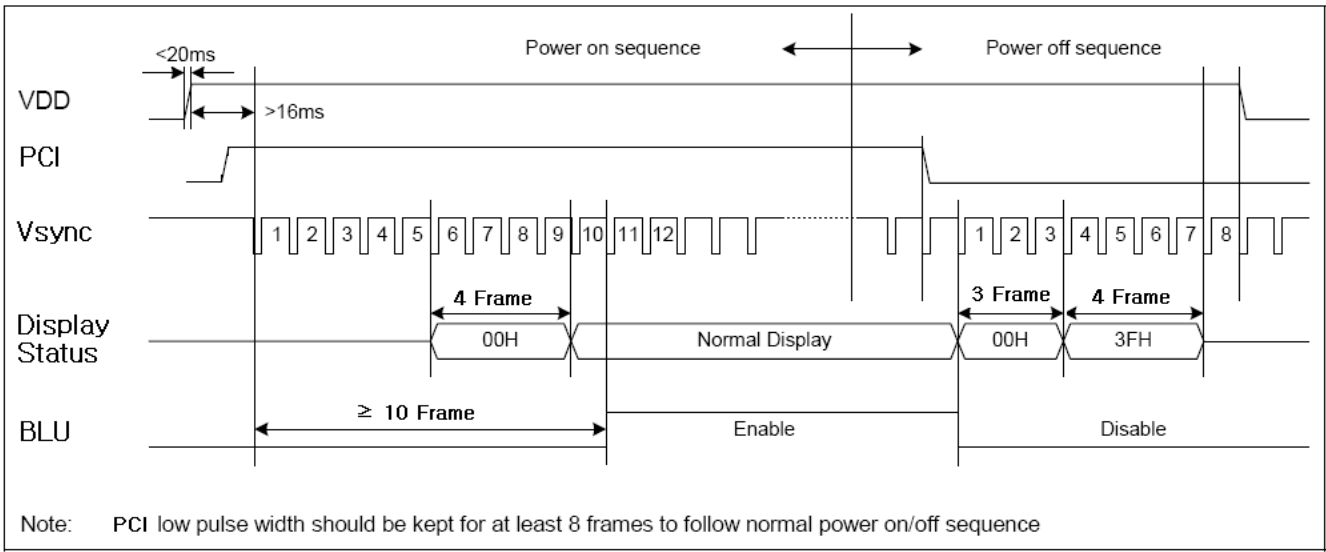 <20ms
Power on sequence
Power off sequence
VDD
>16ms
PCI
Vsync
1 2 3 4 5 6 7 8 9 10 11 12
1 2 3 4 5 6 7 8
4 Frame
3 Frame
4 Frame
Display
Status
00H
Normal Display
00H
3FH
≥ 10 Frame
BLU
Enable
Disable
Note: PCI low pulse width should be kept for at least 8 frames to follow normal power on/off sequence